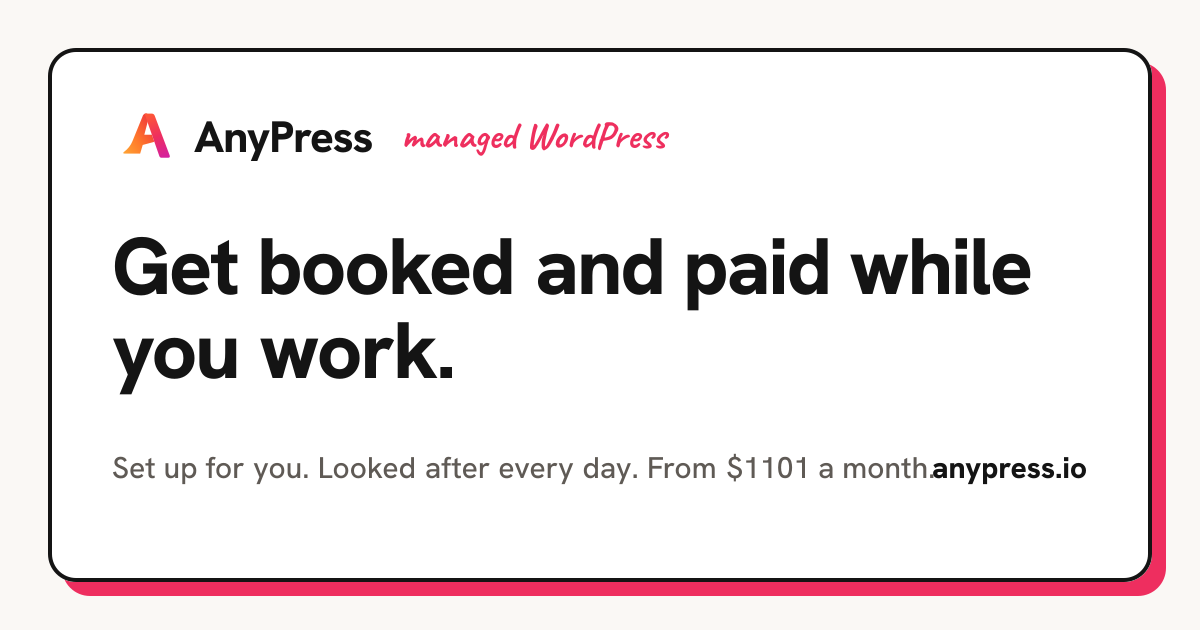 AnyPress managed WordPress
Get booked and paid while
you work.
Set up for you. Looked after every day. From $1101 a month. anypress.io